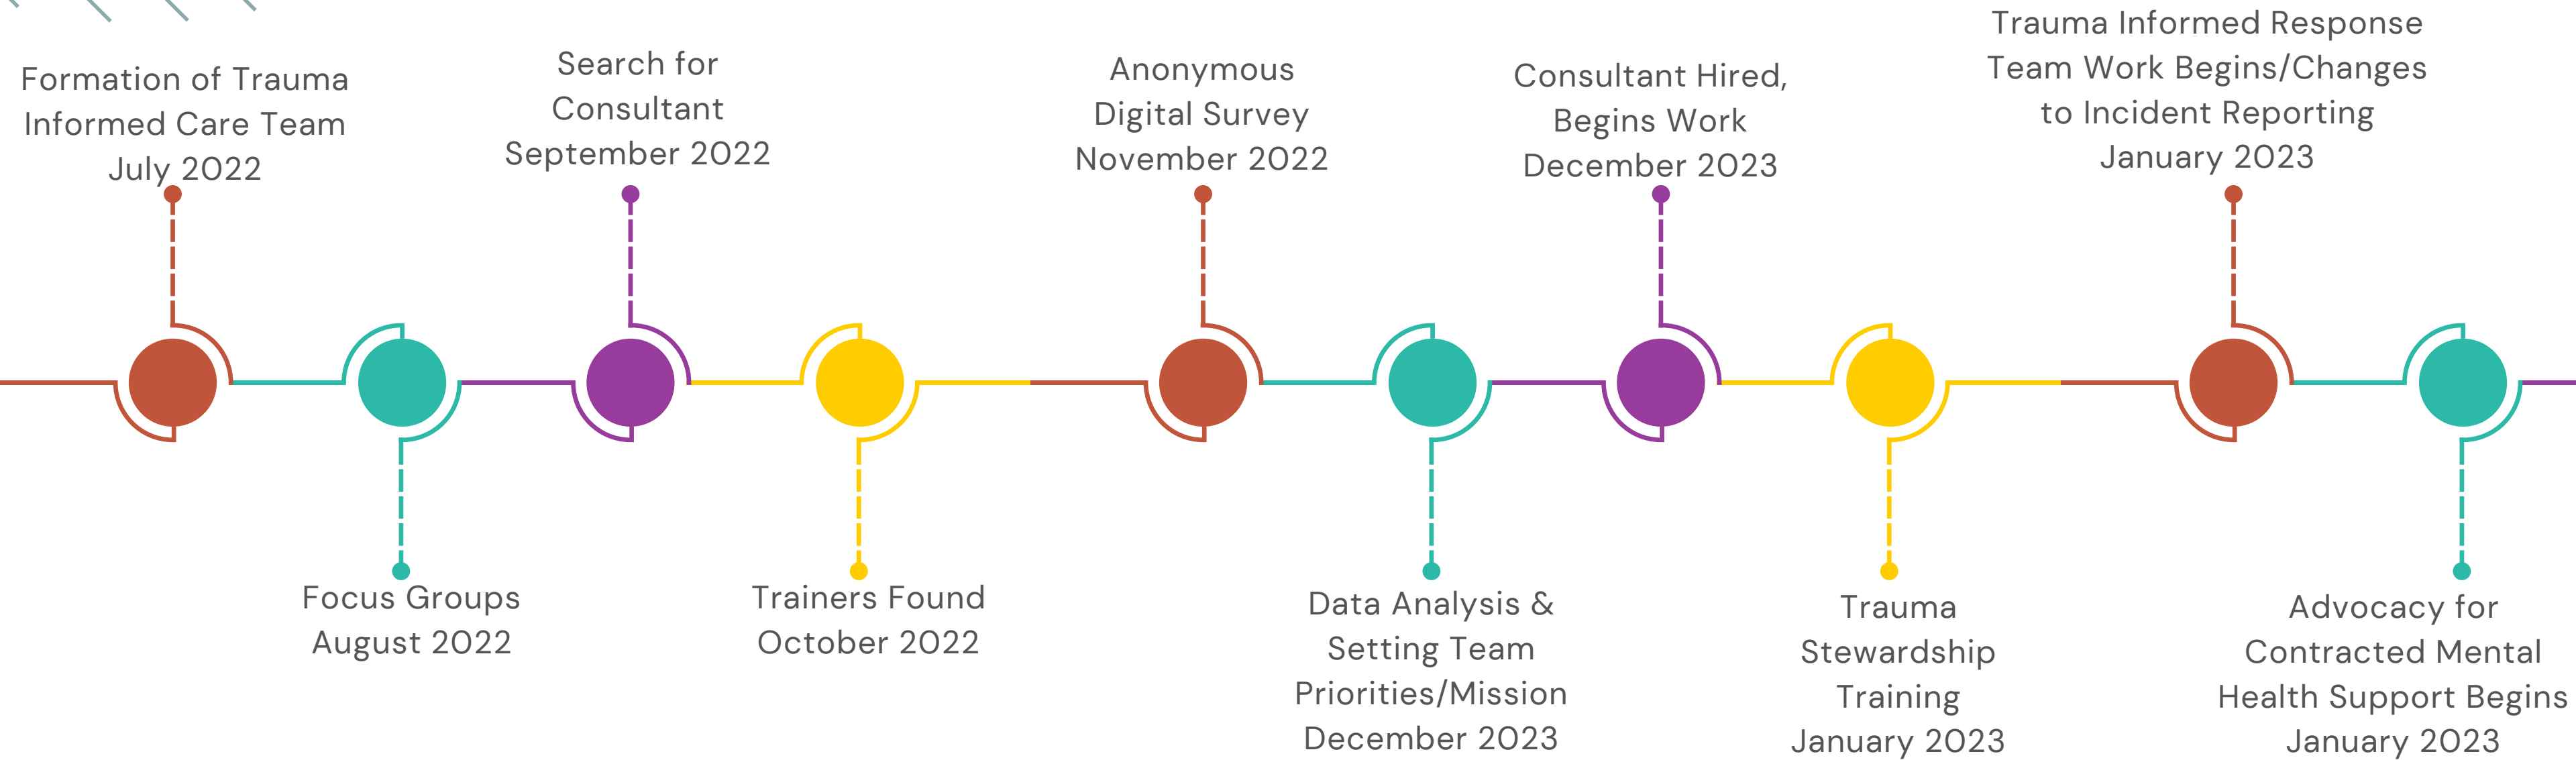 Formation of Trauma
Informed Care Team
July 2022
Focus Groups
August 2022
Search for
Consultant
September 2022
Trainers Found
October 2022
Anonymous
Digital Survey
November 2022
Data Analysis &
Setting Team
Priorities/Mission
December 2023
Consultant Hired,
Begins Work
December 2023
Trauma
Stewardship
Training
January 2023
Trauma Informed Response
Team Work Begins/Changes
to Incident Reporting
January 2023
Advocacy for
Contracted Mental
Health Support Begins
January 2023